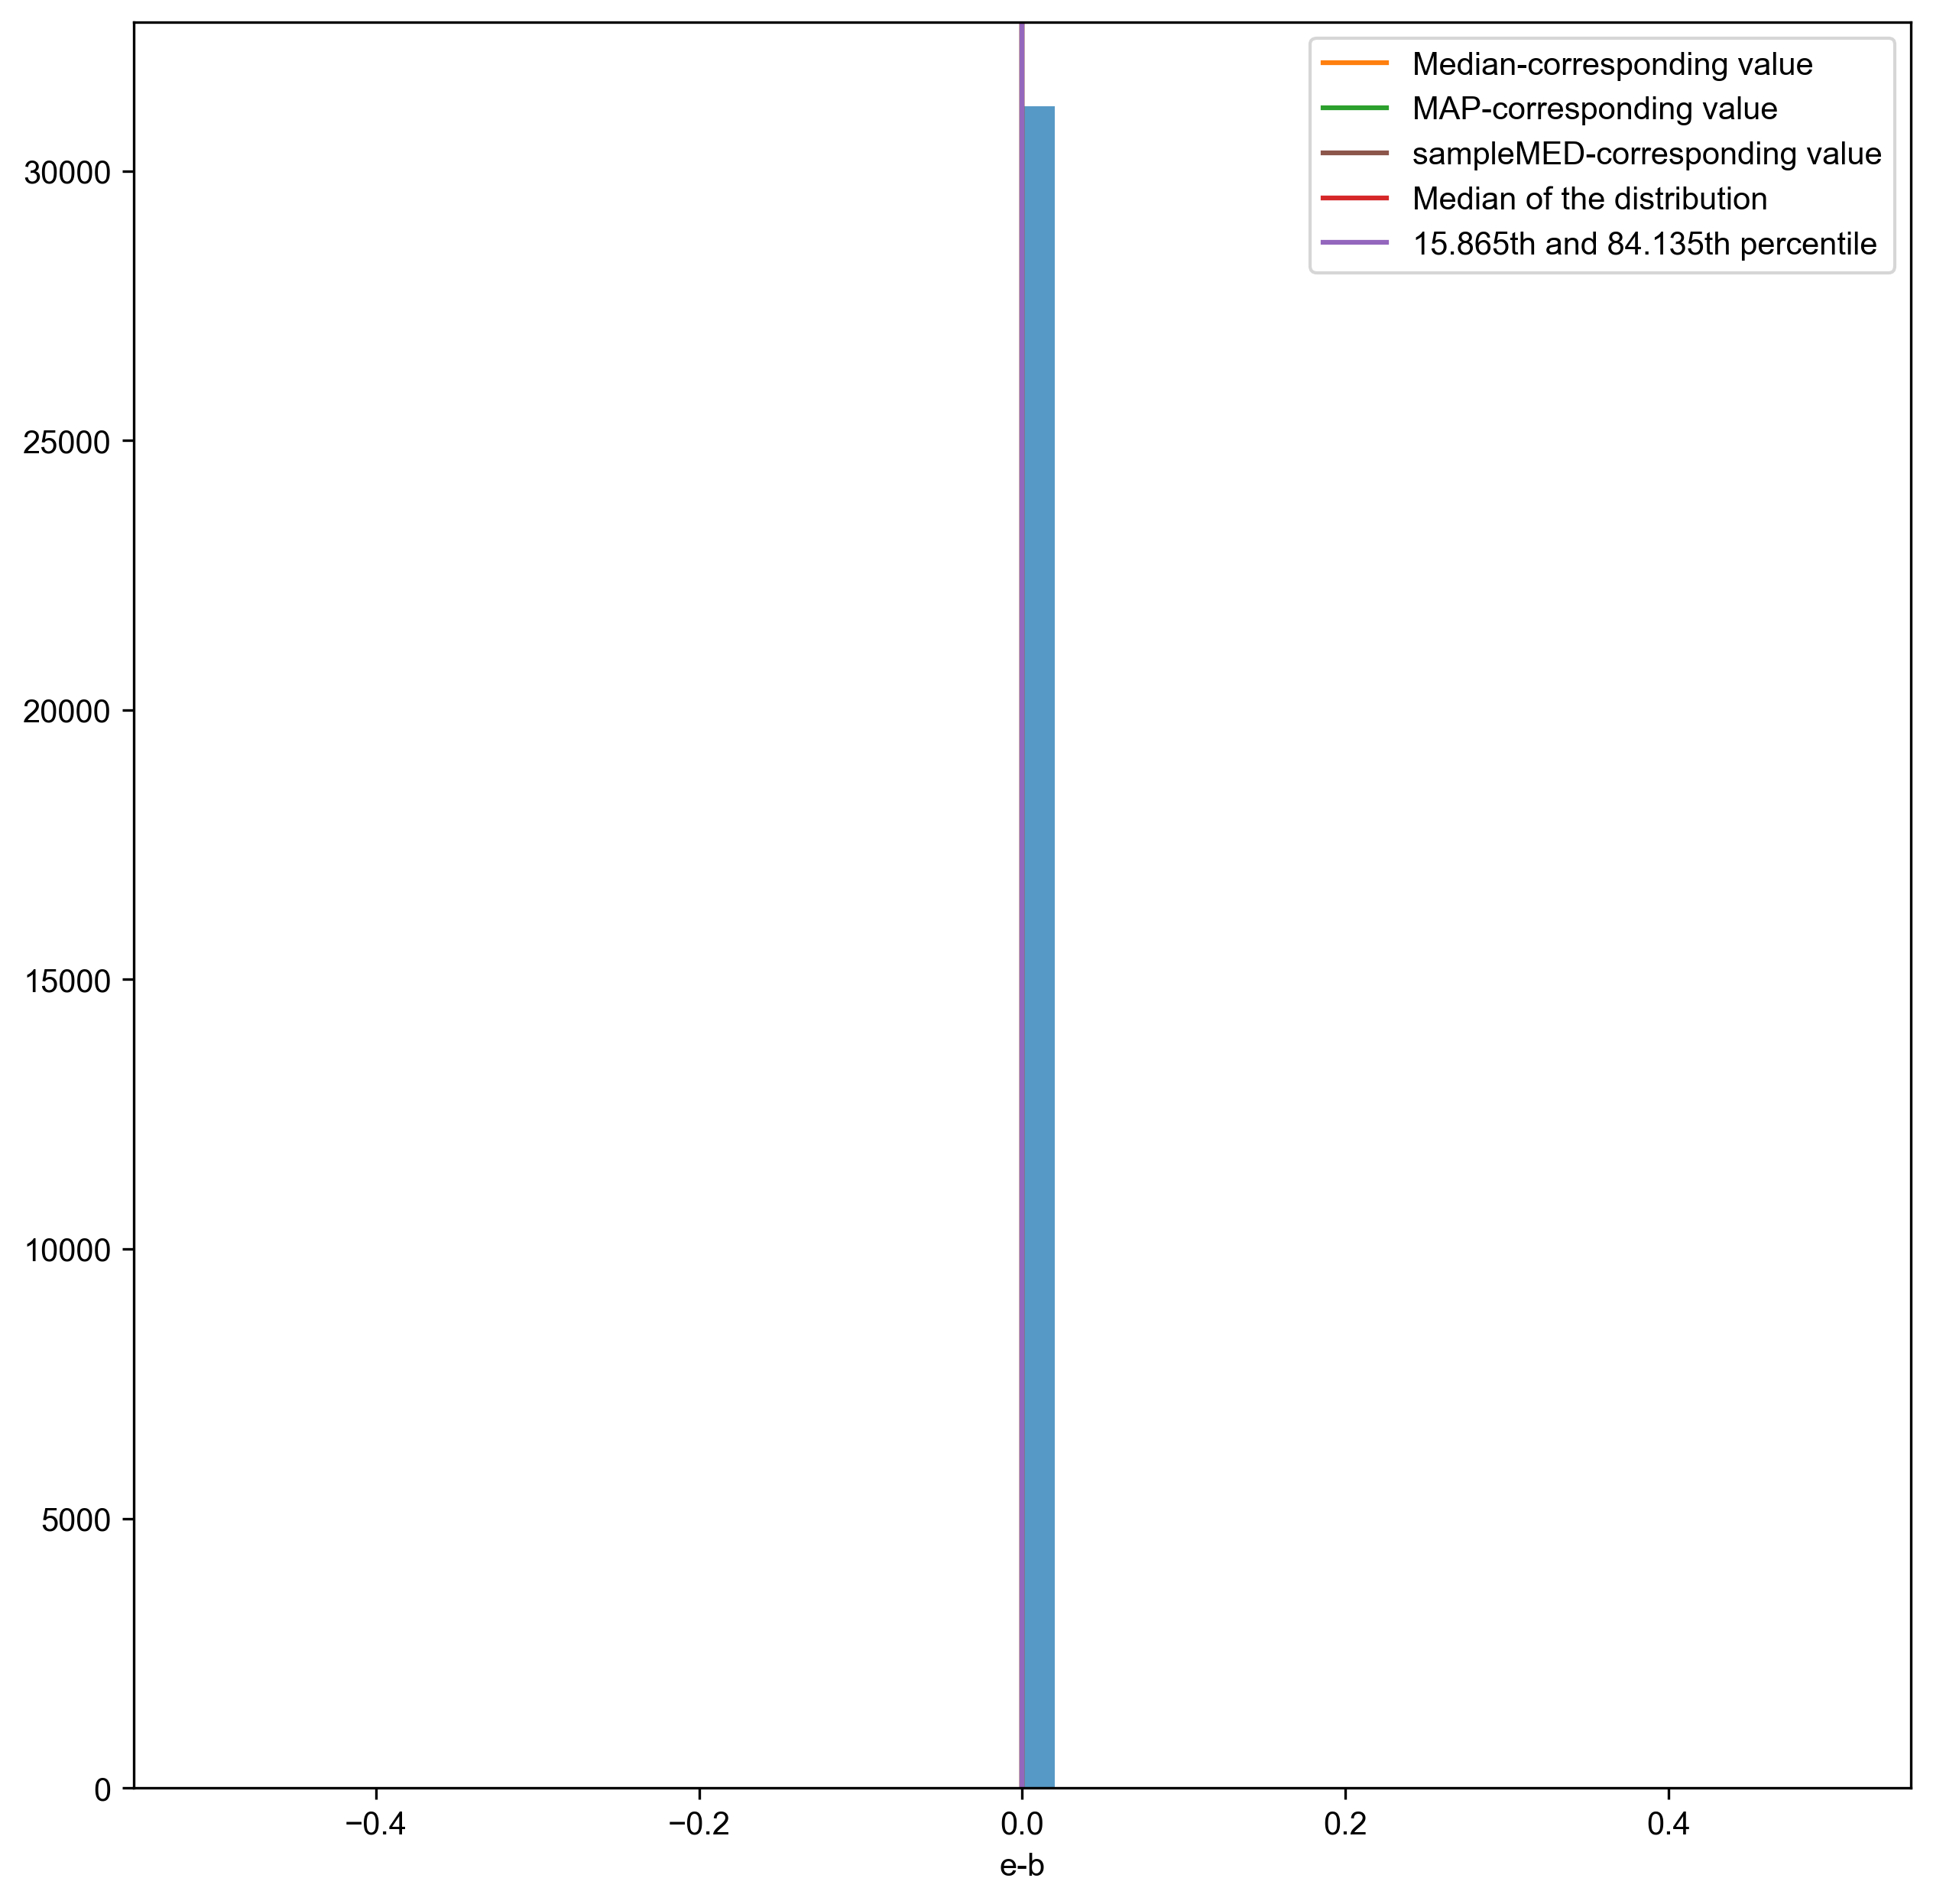 Median-corresponding value
MAP-corresponding value
sampleMED-corresponding value
Median of the distribution
15.865th and 84.135th percentile
30000
25000
20000
15000
10000
5000
0
−0.4 −0.2 0.0 0.2 0.4
e-b